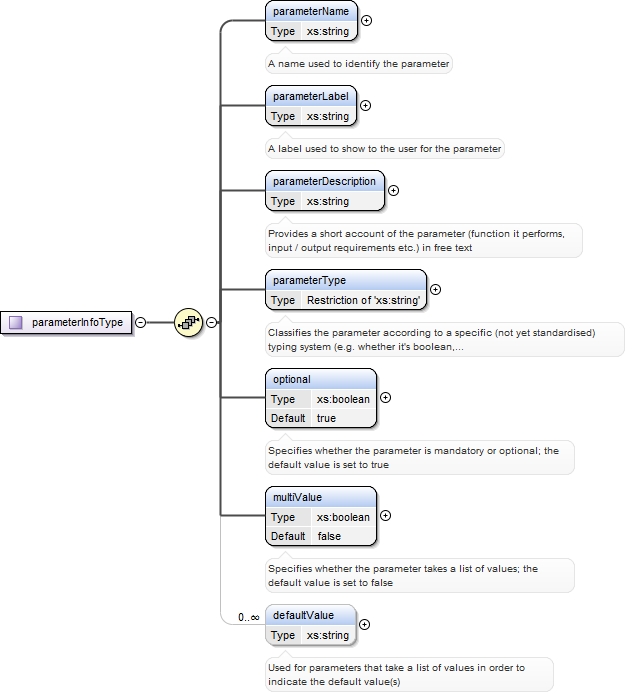 parameterName
Type xs:string
A name used to identify the parameter
parameterLabel
Type xs:string
A label used to show to the user for the parameter
parameterDescription
Type xs:string
Provides a short account of the parameter (function it performs,
input / output requirements etc.) in free text
parameterType
Type Restriction of 'xs:string'
parameterInfoType
Classifies the parameter according to a specific (not yet standardised)
typing system (e.g. whether it's boolean,...
optional
Type xs:boolean
Default true
Specifies whether the parameter is mandatory or optional; the
default value is set to true
multiValue
Type xs:boolean
Default false
Specifies whether the parameter takes a list of values; the
default value is set to false
0..∞ defaultValue
Type xs:string
Used for parameters that take a list of values in order to
indicate the default value(s)